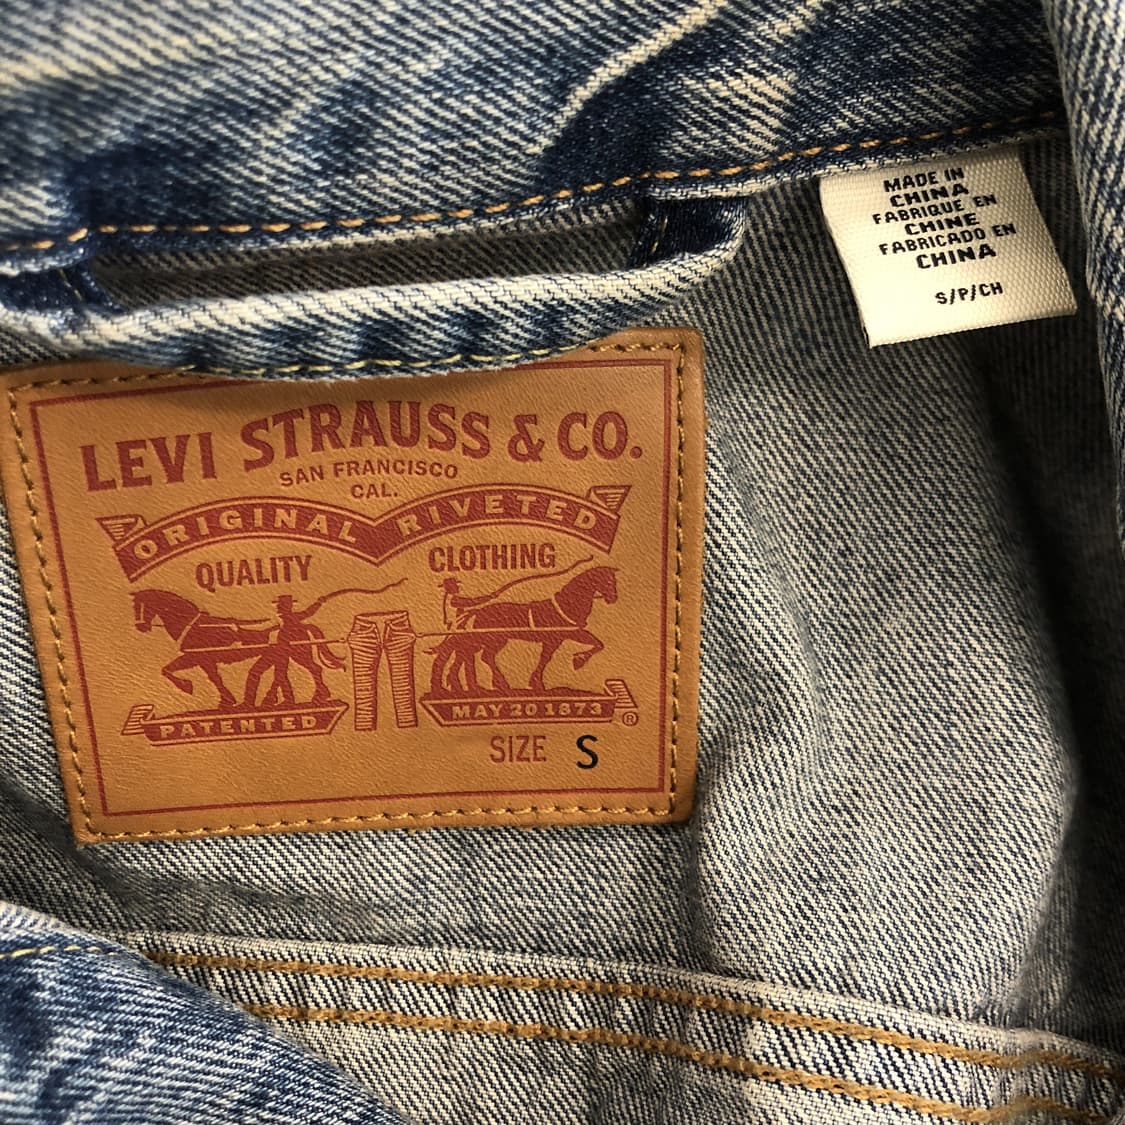 LEVI STRAUSS & CO.
SAN FRANCISCO
CAL.
ORIGINAL RIVETED
QUALITY CLOTHING
PATENTED MAY 20 1873 ®
SIZE S
MADE IN
CHINA
FABRIQUE EN
CHINE
FABRICADO EN
CHINA
S/P/CH